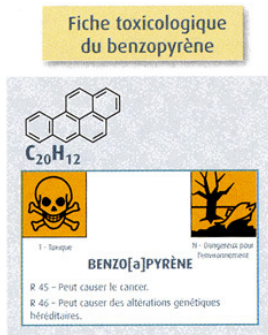 Fiche toxicologique
du benzopyrène
C20H12
T - Toxique
N - Dangereux pour
l'environnement
BENZO[a]PYRÈNE
R 45 - Peut causer le cancer.
R 46 - Peut causer des altérations génétiques
héréditaires.